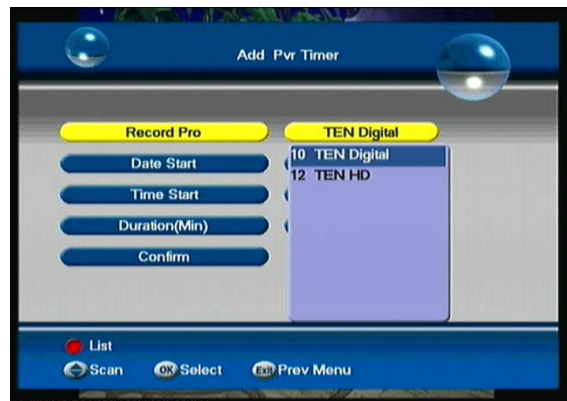 Add Pvr Timer
Record Pro TEN Digital
Date Start 10 TEN Digital
Time Start 12 TEN HD
Duration(Min)
Confirm
List
Scan OK Select Exit Prev Menu